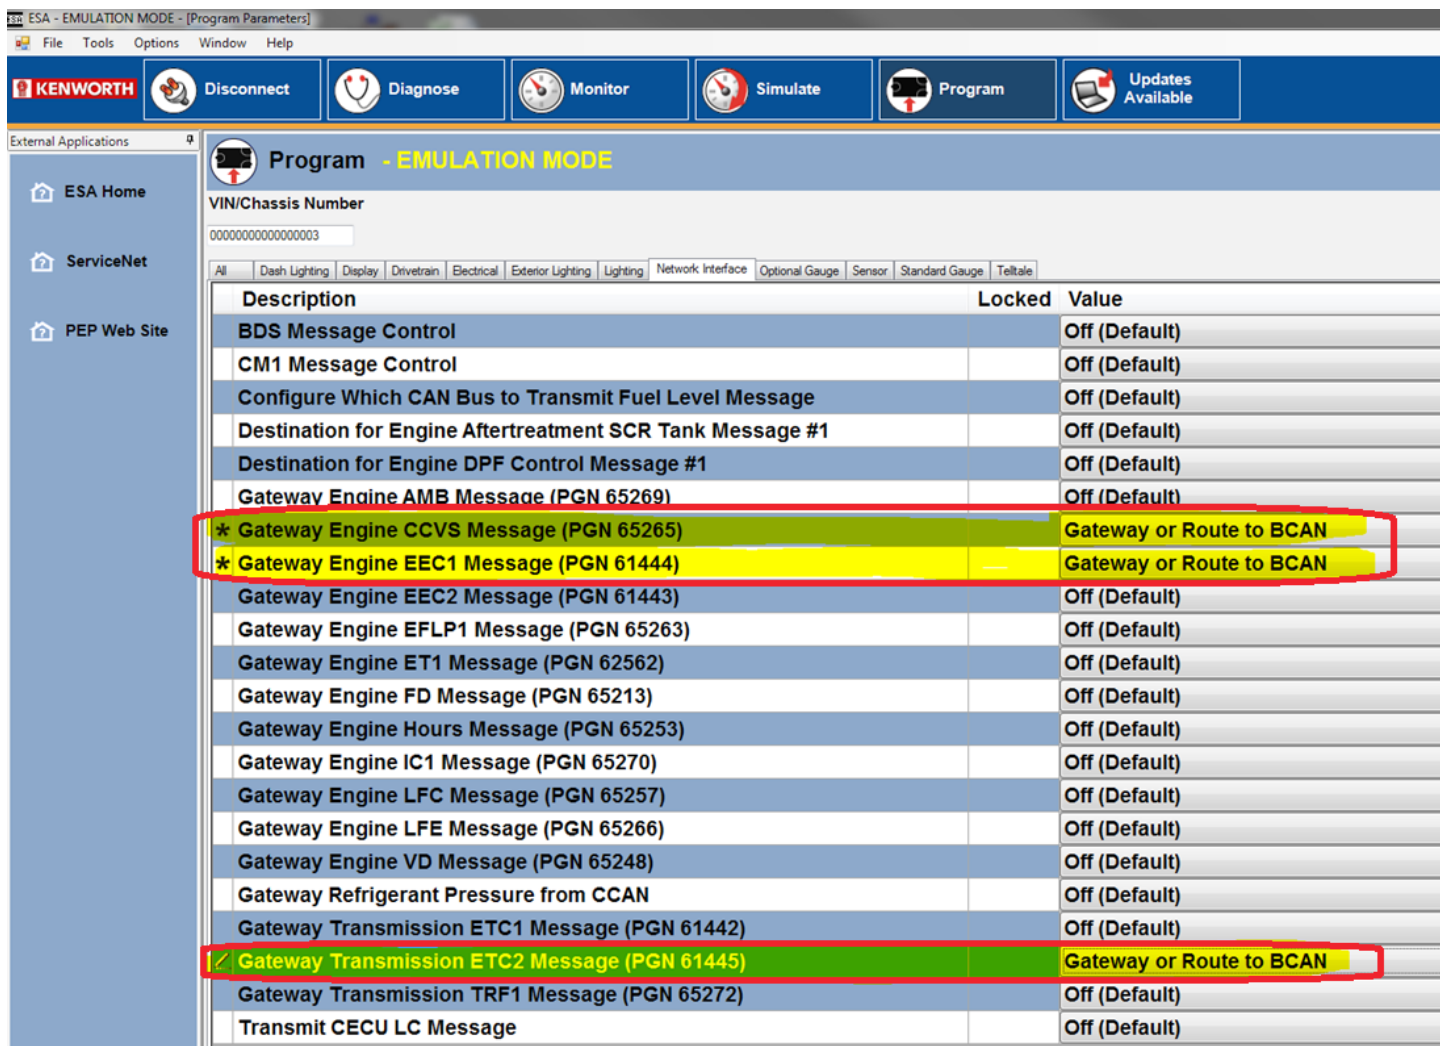 ESA - EMULATION MODE - [Program Parameters]
File Tools Options Window Help
KENWORTH Disconnect Diagnose Monitor Simulate Program Updates Available
External Applications
ESA Home
ServiceNet
PEP Web Site
Program - EMULATION MODE
VIN/Chassis Number
00000000000000003
All Dash Lighting Display Drivetrain Electrical Exterior Lighting Lighting Network Interface Optional Gauge Sensor Standard Gauge Telltale
Description Locked Value
BDS Message Control Off (Default)
CM1 Message Control Off (Default)
Configure Which CAN Bus to Transmit Fuel Level Message Off (Default)
Destination for Engine Aftertreatment SCR Tank Message #1 Off (Default)
Destination for Engine DPF Control Message #1 Off (Default)
Gateway Engine AMB Message (PGN 65269) Off (Default)
* Gateway Engine CCVS Message (PGN 65265) Gateway or Route to BCAN
* Gateway Engine EEC1 Message (PGN 61444) Gateway or Route to BCAN
Gateway Engine EEC2 Message (PGN 61443) Off (Default)
Gateway Engine EFLP1 Message (PGN 65263) Off (Default)
Gateway Engine ET1 Message (PGN 62562) Off (Default)
Gateway Engine FD Message (PGN 65213) Off (Default)
Gateway Engine Hours Message (PGN 65253) Off (Default)
Gateway Engine IC1 Message (PGN 65270) Off (Default)
Gateway Engine LFC Message (PGN 65257) Off (Default)
Gateway Engine LFE Message (PGN 65266) Off (Default)
Gateway Engine VD Message (PGN 65248) Off (Default)
Gateway Refrigerant Pressure from CCAN Off (Default)
Gateway Transmission ETC1 Message (PGN 61442) Off (Default)
Gateway Transmission ETC2 Message (PGN 61445) Gateway or Route to BCAN
Gateway Transmission TRF1 Message (PGN 65272) Off (Default)
Transmit CECU LC Message Off (Default)